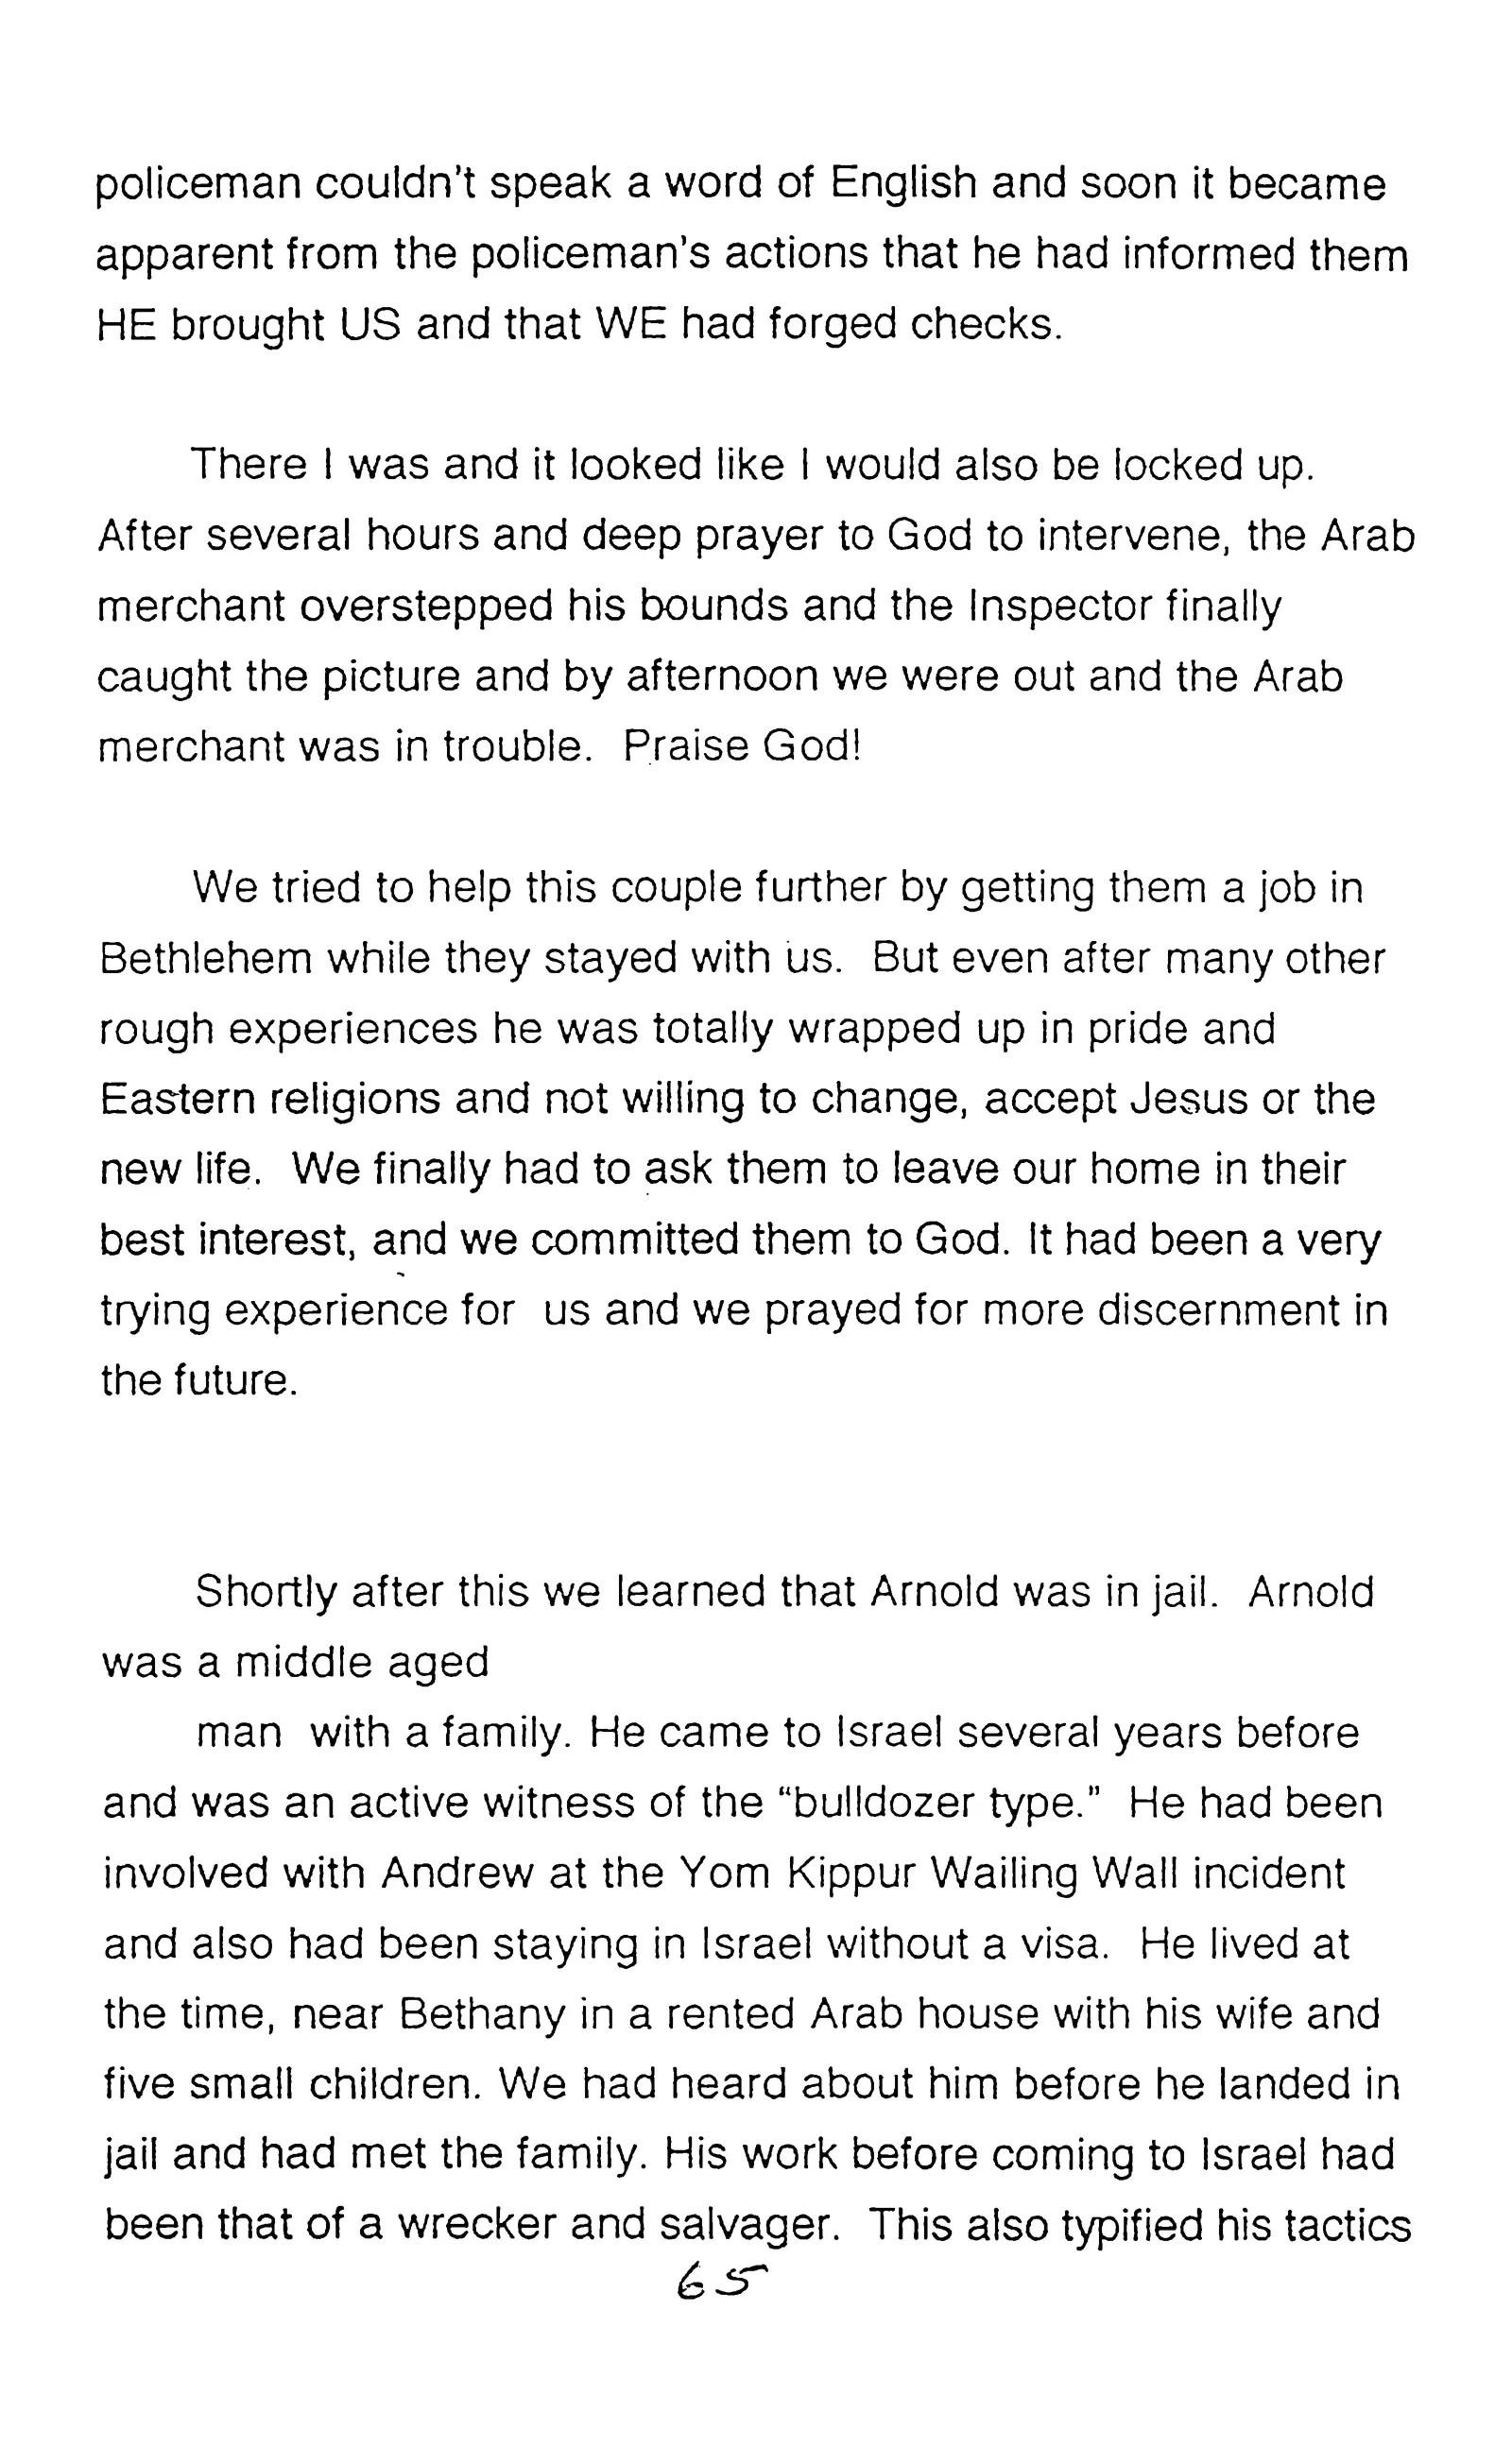 policeman couldn't speak a word of English and soon it became
apparent from the policeman's actions that he had informed them
HE brought US and that WE had forged checks.
There I was and it looked like I would also be locked up.
After several hours and deep prayer to God to intervene, the Arab
merchant overstepped his bounds and the Inspector finally
caught the picture and by afternoon we were out and the Arab
merchant was in trouble.  Praise God!
We tried to help this couple further by getting them a job in
Bethlehem while they stayed with us.  But even after many other
rough experiences he was totally wrapped up in pride and
Eastern religions and not willing to change, accept Jesus or the
new life.  We finally had to ask them to leave our home in their
best interest, and we committed them to God. It had been a very
trying experience for  us and we prayed for more discernment in
the future.
Shortly after this we learned that Arnold was in jail.  Arnold
was a middle aged
man  with a family. He came to Israel several years before
and was an active witness of the "bulldozer type."  He had been
involved with Andrew at the Yom Kippur Wailing Wall incident
and also had been staying in Israel without a visa.  He lived at
the time, near Bethany in a rented Arab house with his wife and
five small children. We had heard about him before he landed in
jail and had met the family. His work before coming to Israel had
been that of a wrecker and salvager.  This also typified his tactics
65